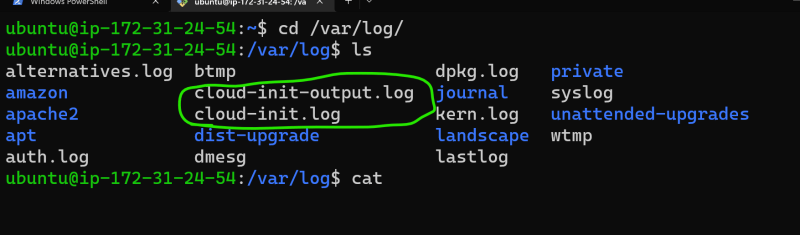 Windows PowerShell ubuntu@ip-172-31-24-54: /va
ubuntu@ip-172-31-24-54:~$ cd /var/log/
ubuntu@ip-172-31-24-54:/var/log$ ls
alternatives.log btmp dpkg.log private
amazon cloud-init-output.log journal syslog
apache2 cloud-init.log kern.log unattended-upgrades
apt dist-upgrade landscape wtmp
auth.log dmesg lastlog
ubuntu@ip-172-31-24-54:/var/log$ cat